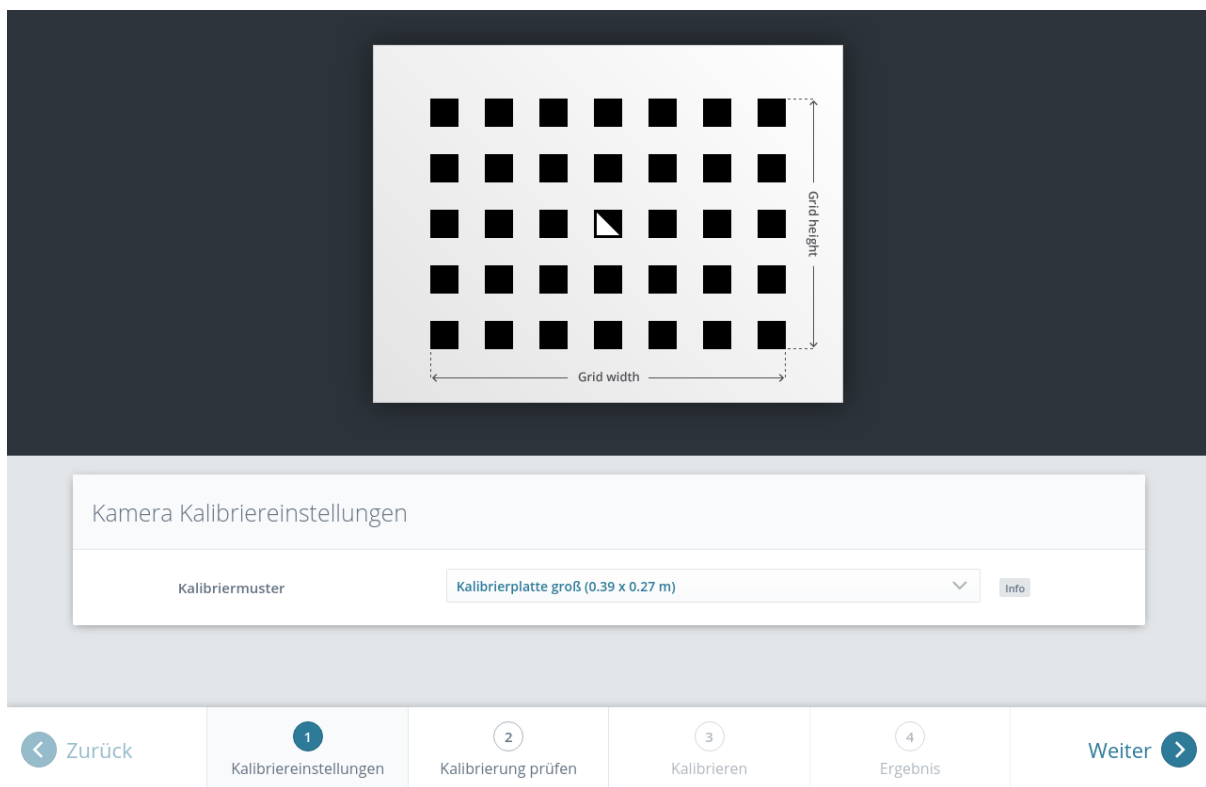 Grid height
Grid width
Kamera Kalibriereinstellungen
Kalibriermuster
Kalibrierplatte groß (0.39 x 0.27 m)
Info
Zurück
1
Kalibriereinstellungen
2
Kalibrierung prüfen
3
Kalibrieren
4
Ergebnis
Weiter